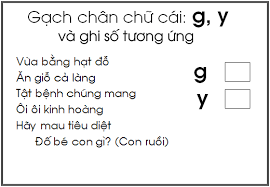 Gạch chân chữ cái: g, y
và ghi số tương ứng
Vừa bằng hạt đỗ
Ăn giỗ cả làng
Tật bệnh chúng mang
Ôi ôi kinh hoàng
Hãy mau tiêu diệt
Đố bé con gì? (Con ruồi)
g
y